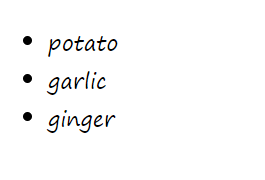 • potato
• garlic
• ginger